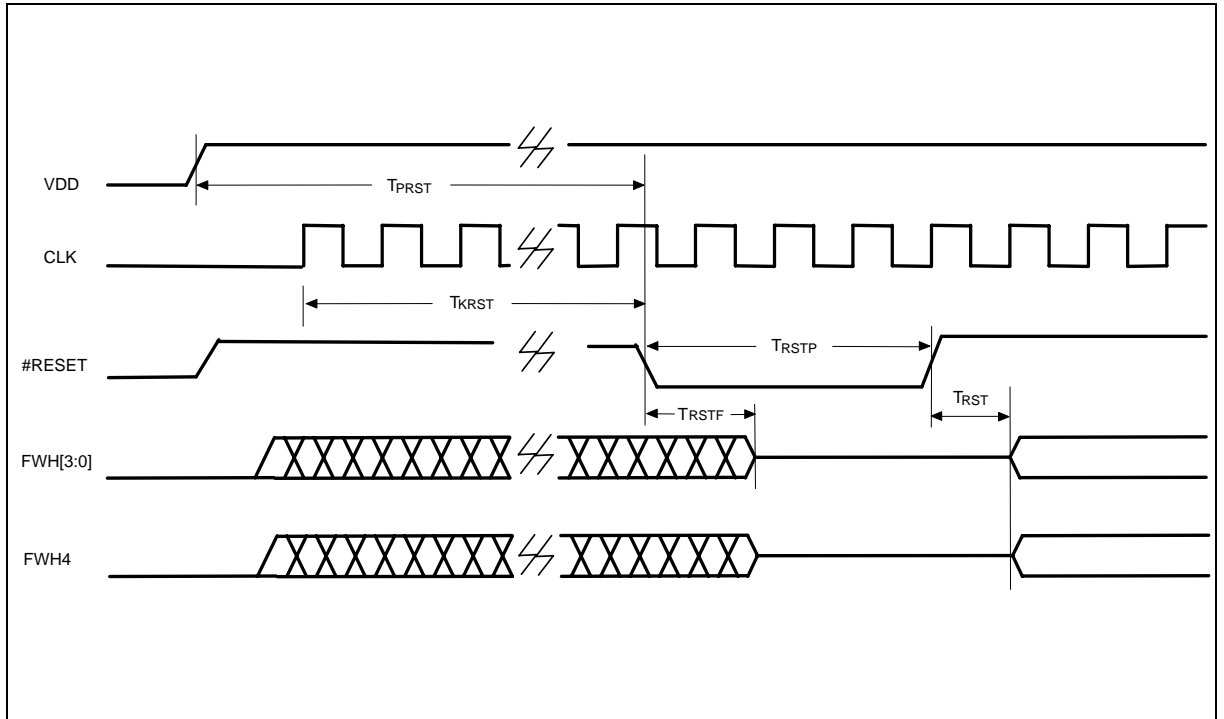 VDD
TPRST
CLK
TKRST
#RESET
TRSTP
TRST
TRSTF
FWH[3:0]
FWH4